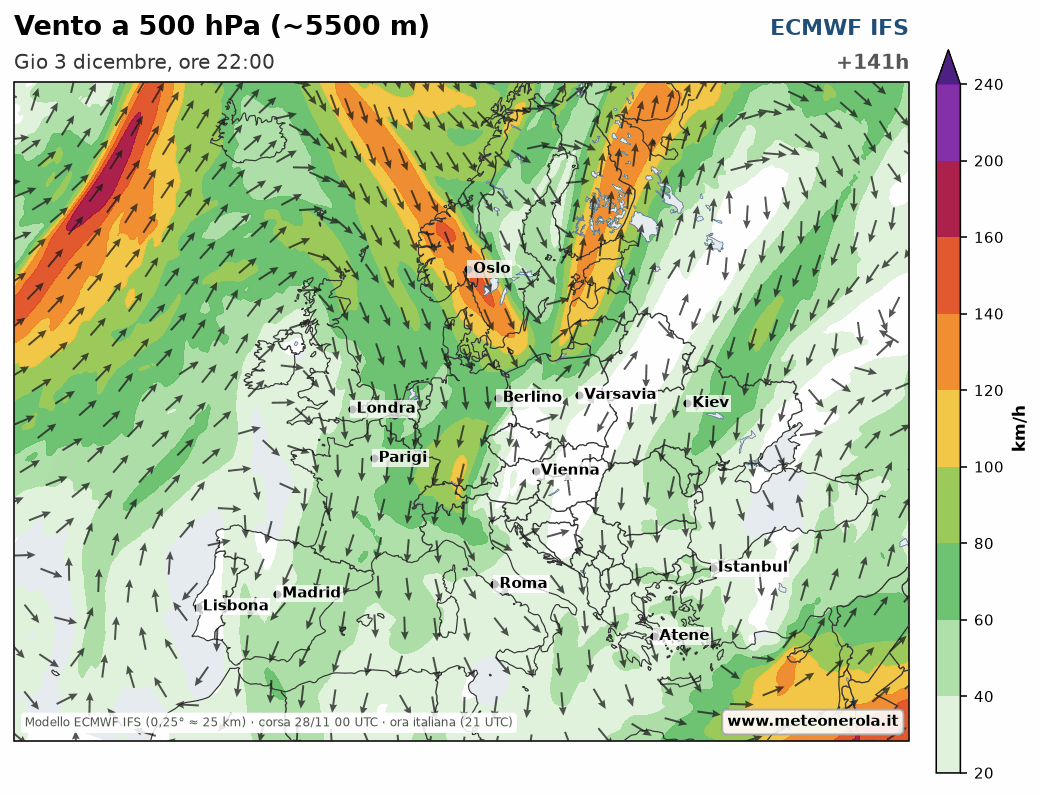 Vento a 500 hPa (~5500 m)
ECMWF IFS
Gio 3 dicembre, ore 22:00
+141h
Oslo
Berlino
Varsavia
Kiev
Londra
Parigi
Vienna
Istanbul
Roma
Madrid
Lisbona
Atene
Modello ECMWF IFS (0,25° ≈ 25 km) · corsa 28/11 00 UTC · ora italiana (21 UTC)
www.meteonerola.it
240
200
160
140
120
100
80
60
40
20
km/h